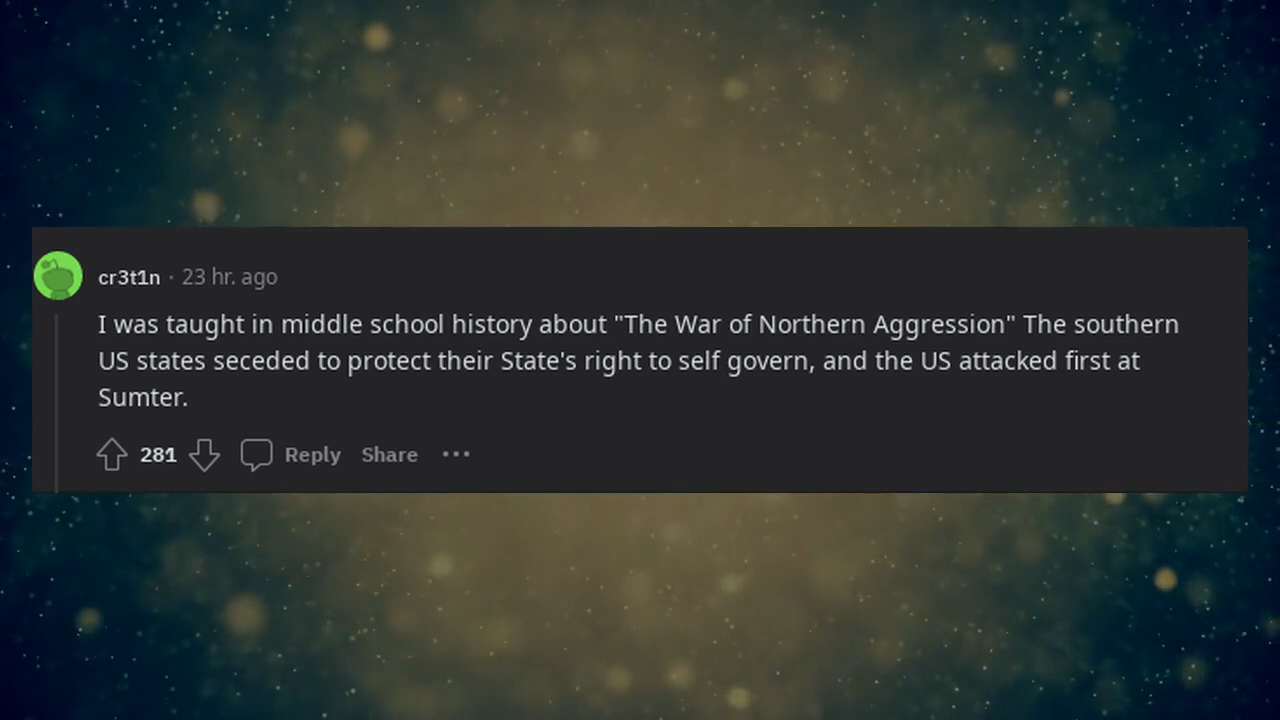 cr3t1n · 23 hr. ago
I was taught in middle school history about "The War of Northern Aggression" The southern
US states seceded to protect their State's right to self govern, and the US attacked first at
Sumter.
281 Reply Share ···